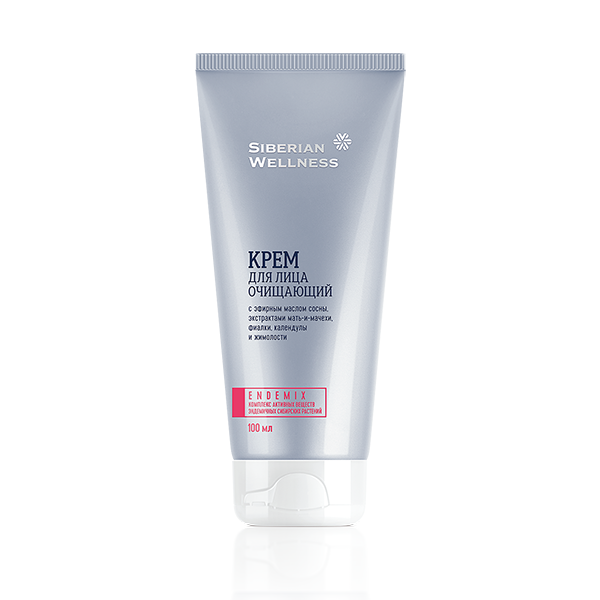 SIBERIAN
WELLNESS
КРЕМ
ДЛЯ ЛИЦА
ОЧИЩАЮЩИЙ
с эфирным маслом сосны,
экстрактами мать-и-мачехи,
фиалки, календулы
и жимолости
ENDEMIX
КОМПЛЕКС АКТИВНЫХ ВЕЩЕСТВ
ЭНДЕМИЧНЫХ СИБИРСКИХ РАСТЕНИЙ
100 мл